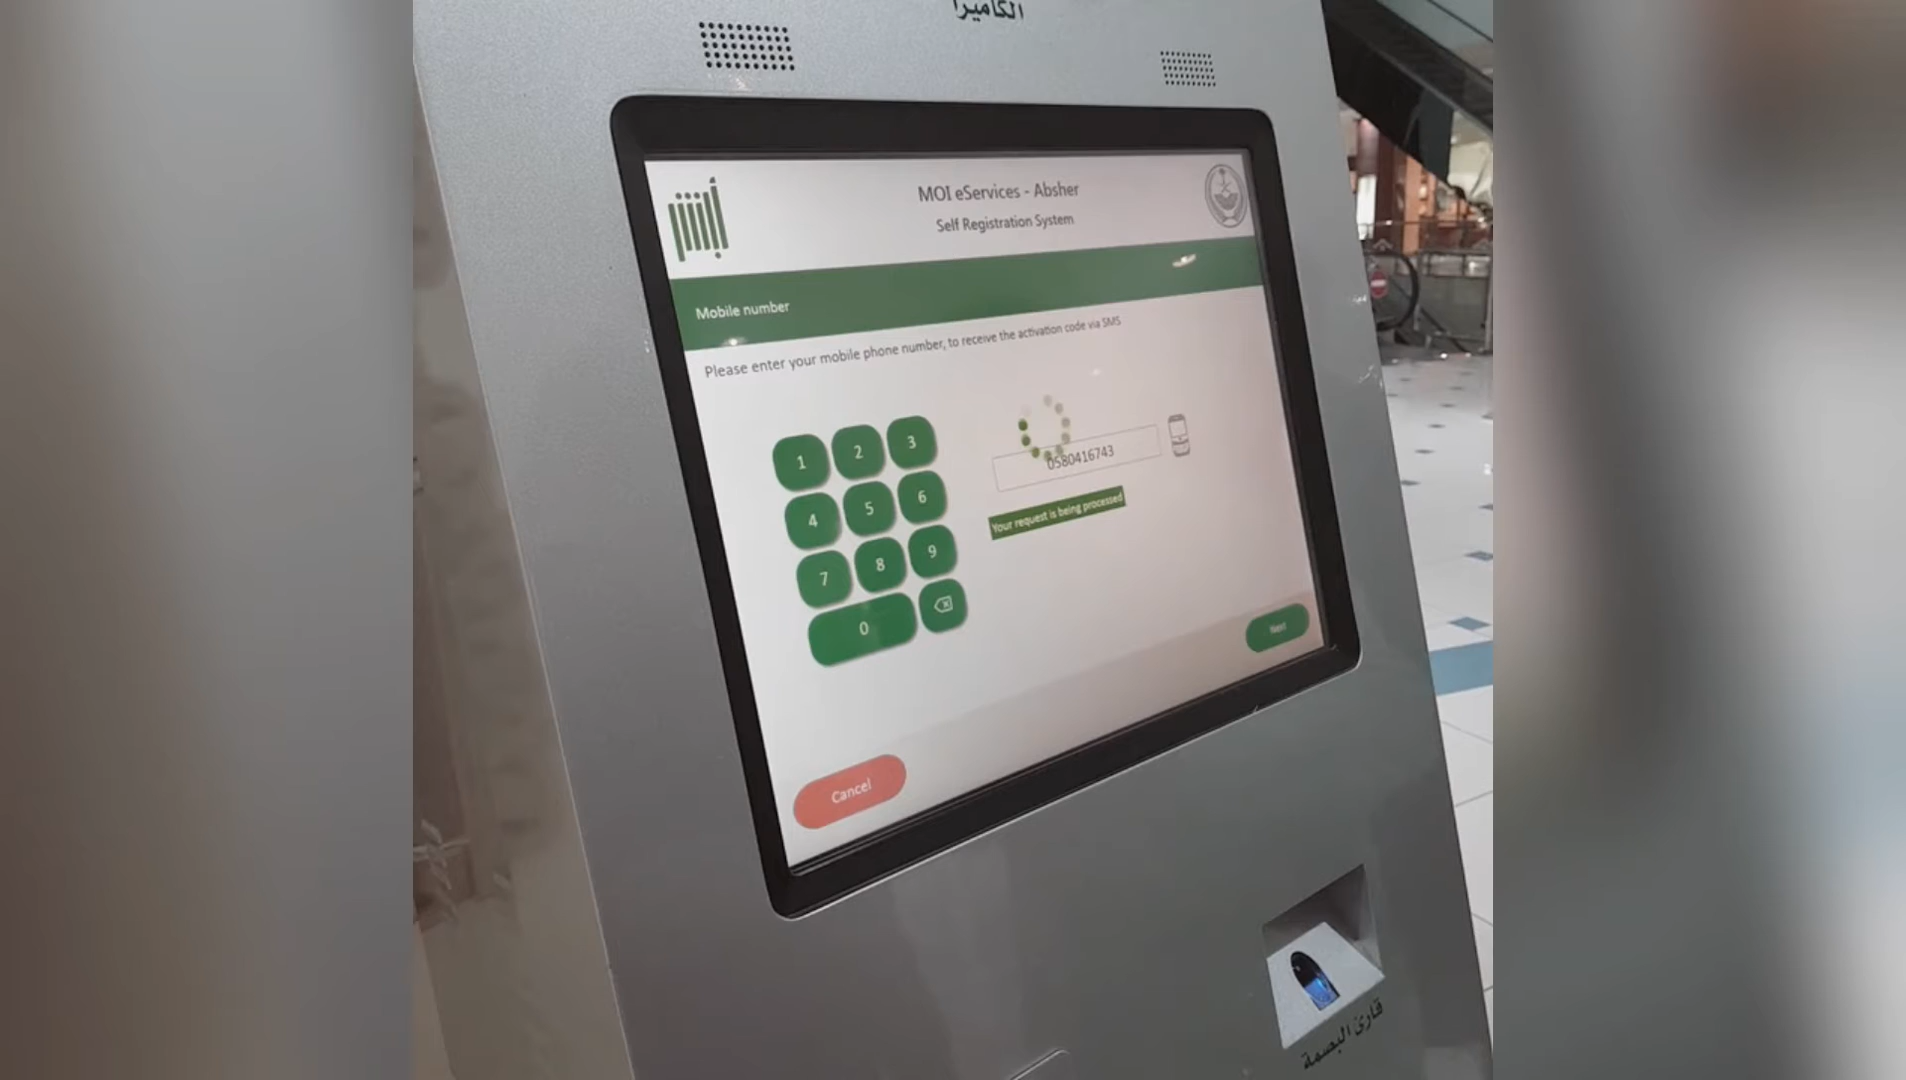 الكاميرا
أبشر
MOI eServices - Absher
Self Registration System
Mobile number
Please enter your mobile phone number, to receive the activation code via SMS
1 2 3
4 5 6
7 8 9
0
0580416743
Your request is being processed
Next
Cancel
قارئ البصمة